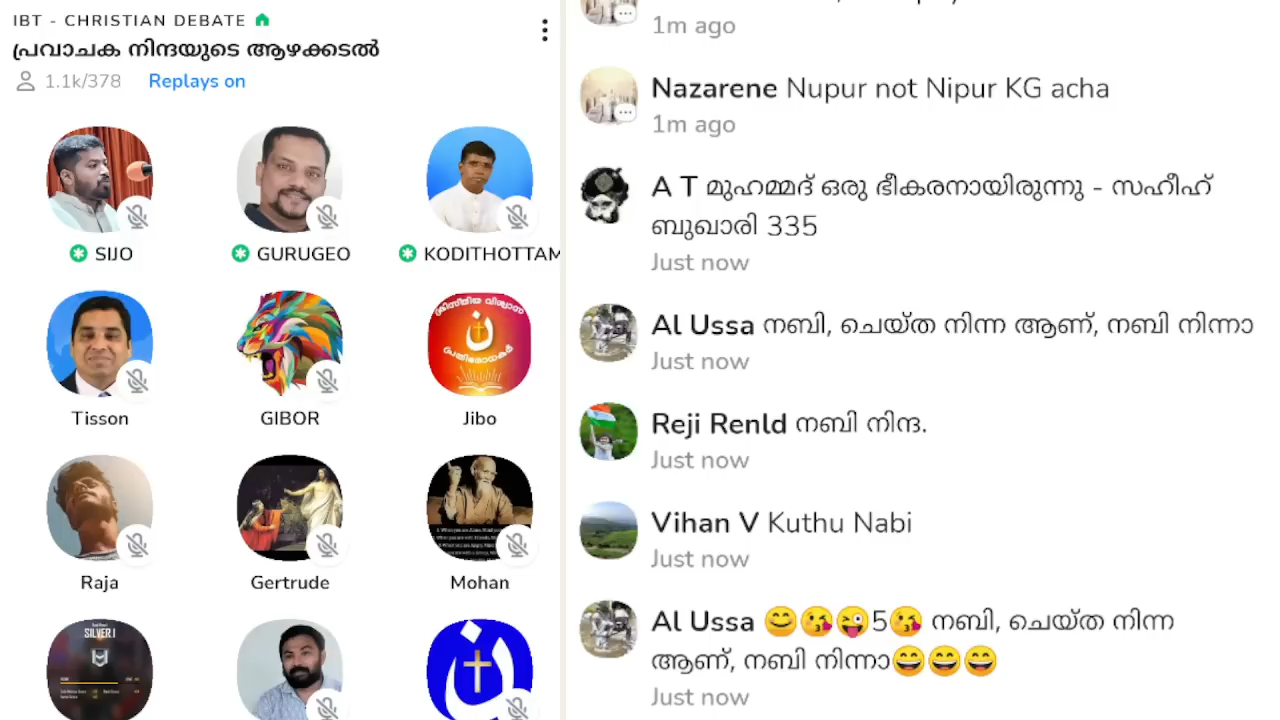 IBT - CHRISTIAN DEBATE
പ്രവാചക നിന്ദയുടെ ആഴക്കടൽ
1.1k/378 Replays on
SIJO
GURUGEO
KODITHOTTAM
Tisson
GIBOR
ക്രിസ്തീയ വിശ്വാസ
പ്രതിരോധകർ
Jibo
Raja
Gertrude
Mohan
SILVER I
1m ago
Nazarene Nupur not Nipur KG acha
1m ago
A T മുഹമ്മദ് ഒരു ഭീകരനായിരുന്നു - സഹീഹ്
ബുഖാരി 335
Just now
Al Ussa നബി, ചെയ്ത നിന്ന ആണ്, നബി നിന്നാ
Just now
Reji Renld നബി നിന്ദ.
Just now
Vihan V Kuthu Nabi
Just now
Al Ussa 😊😘😜5😘 നബി, ചെയ്ത നിന്ന
ആണ്, നബി നിന്നാ😄😄😄
Just now